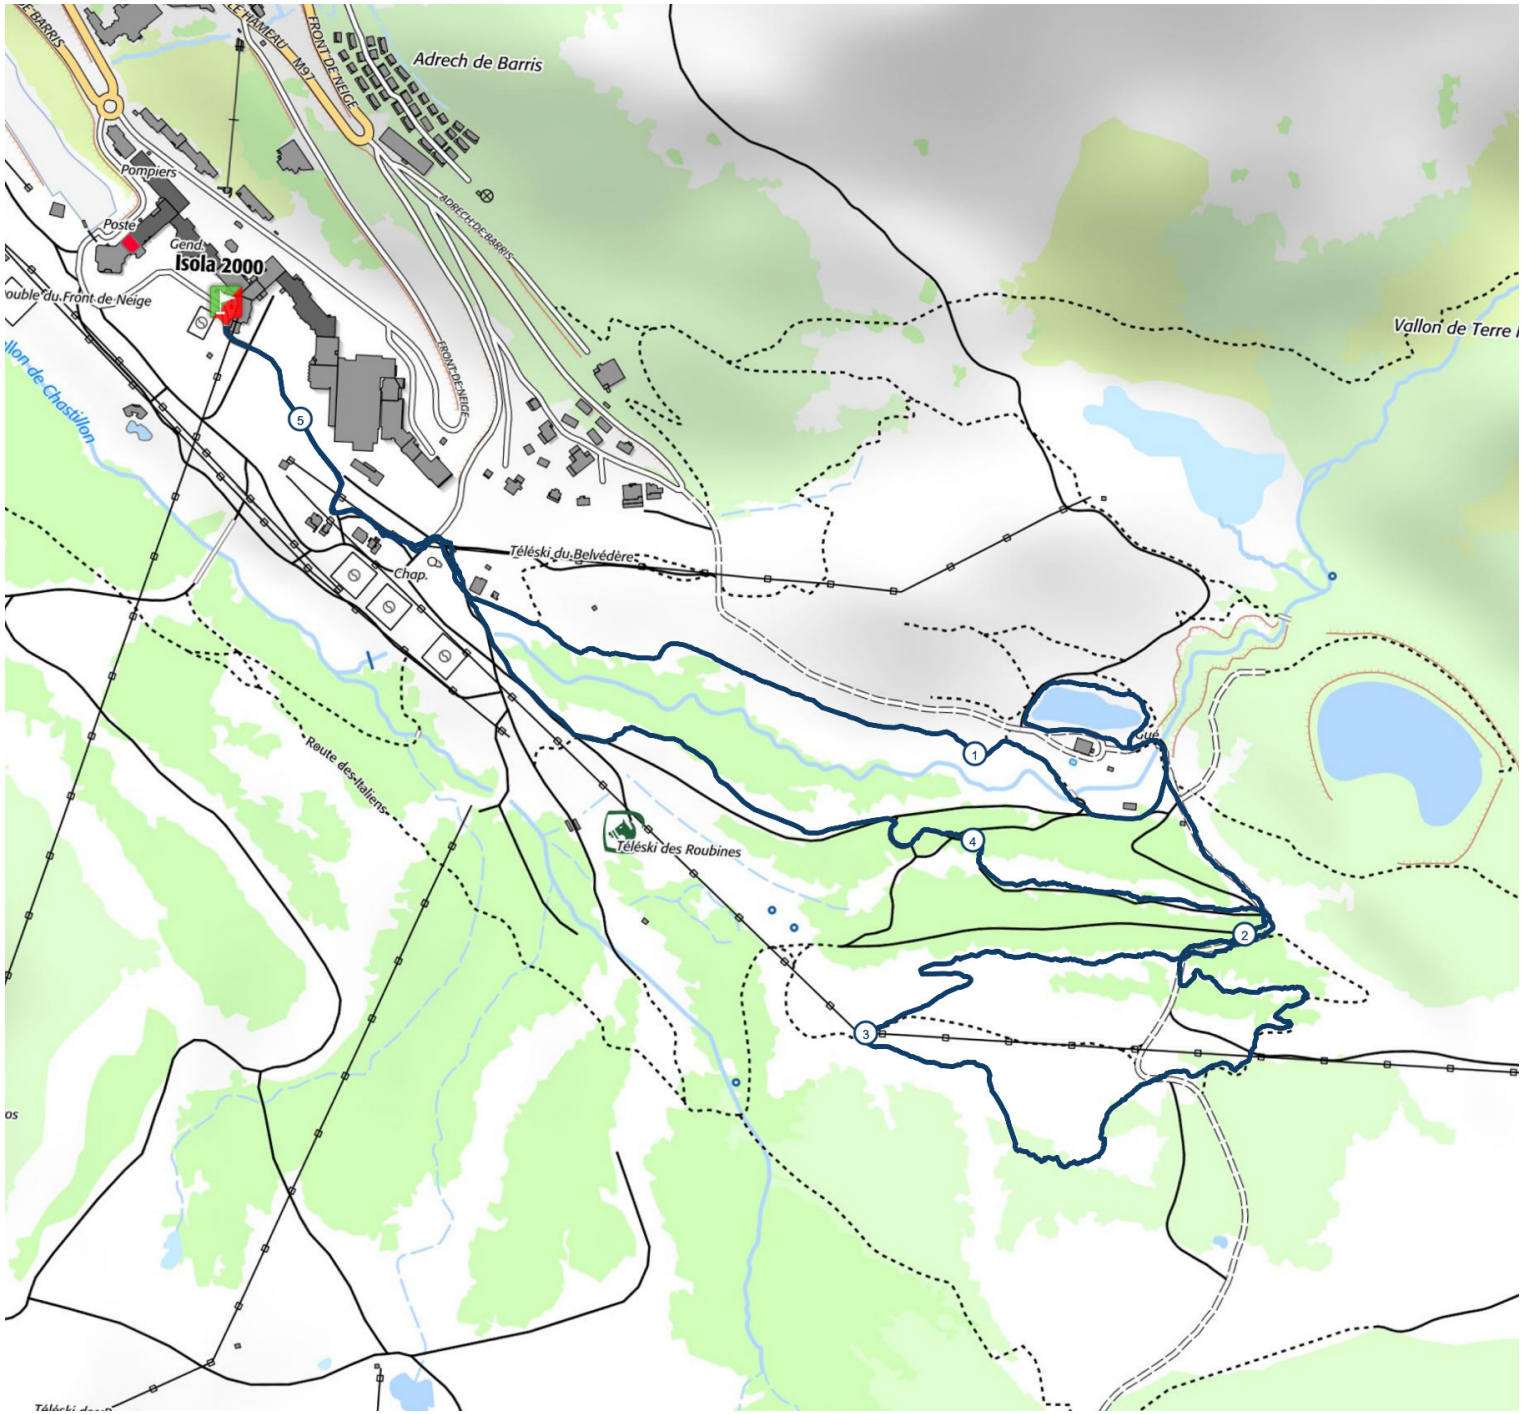 DE BARRIS
LE HAMEAU
M97
FRONT DE NEIGE
Adrech de Barris
Pompiers
ADRECH DE BARRIS
Poste
Gend.
Isola 2000
ouble du Front de Neige
Vallon de Terre
FRONT DE NEIGE
llon de Chastillon
5
Téléski du Belvédère
Chap.
Gué
1
Route des Italiens
4
Téléski des Roubines
2
3
os